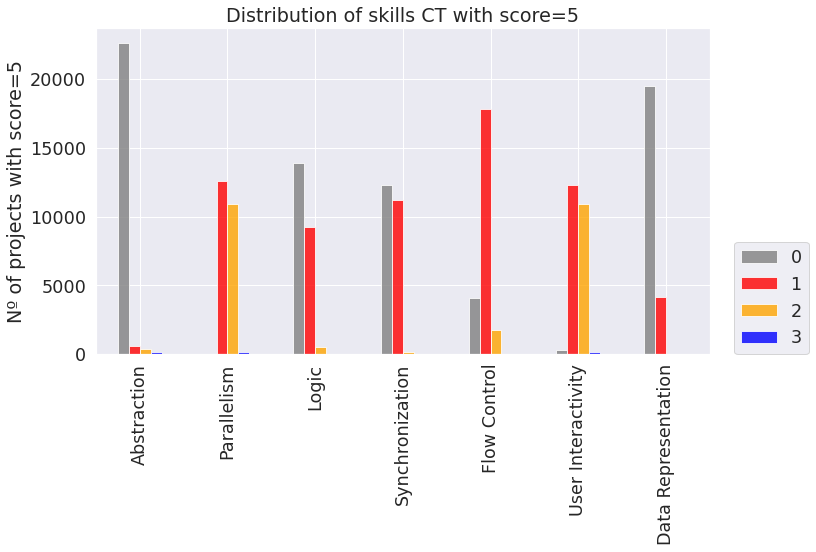 Distribution of skills CT with score=5
Nº of projects with score=5
20000
15000
10000
5000
0
Abstraction
Parallelism
Logic
Synchronization
Flow Control
User Interactivity
Data Representation
0
1
2
3